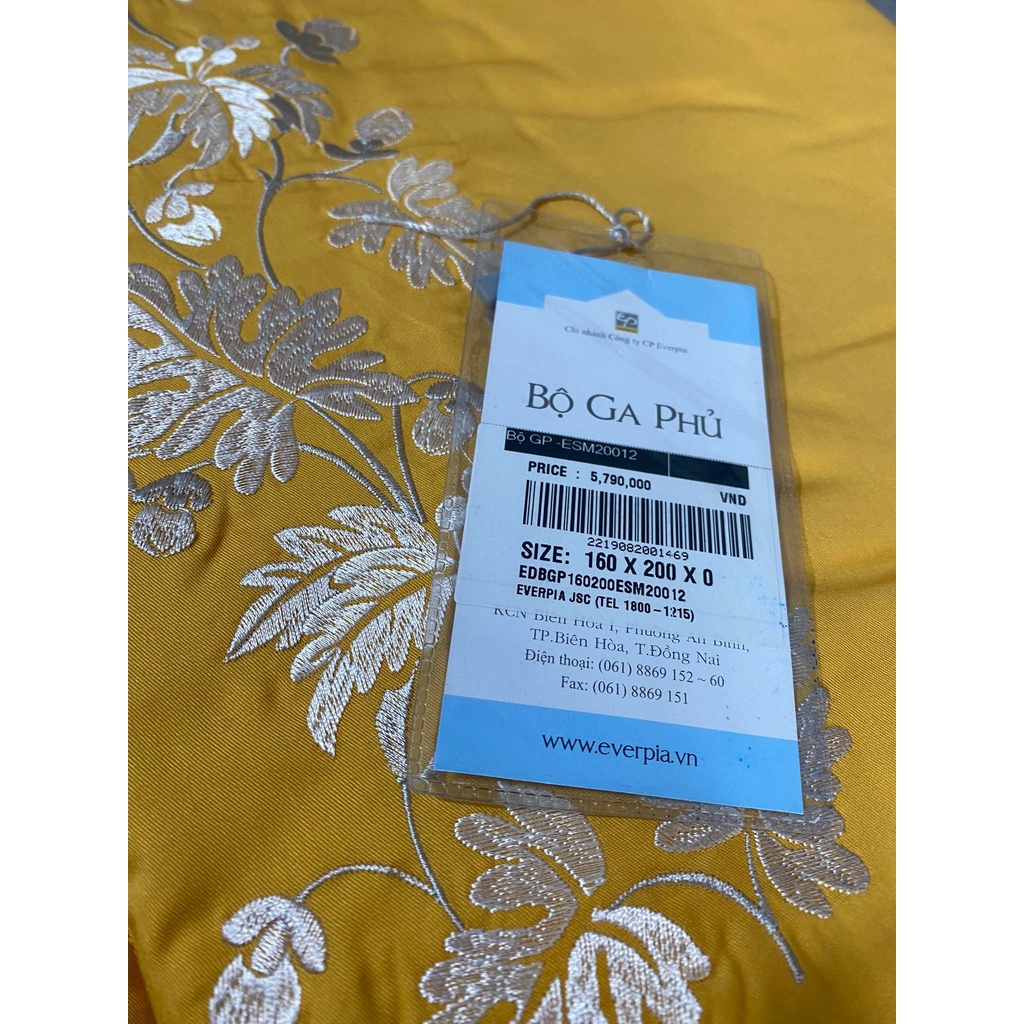 ep
Chi nhánh Công ty CP Everpia
BỘ GA PHỦ
Bộ GP -ESM20012
PRICE : 5,790,000 VND
2219082001469
SIZE: 160 X 200 X 0
EDBGP160200ESM20012
EVERPIA JSC (TEL 1800-1215)
KCN Biên Hòa 1, Phường An Bình,
TP.Biên Hòa, T.Đồng Nai
Điện thoại: (061) 8869 152 ~ 60
Fax: (061) 8869 151
www.everpia.vn